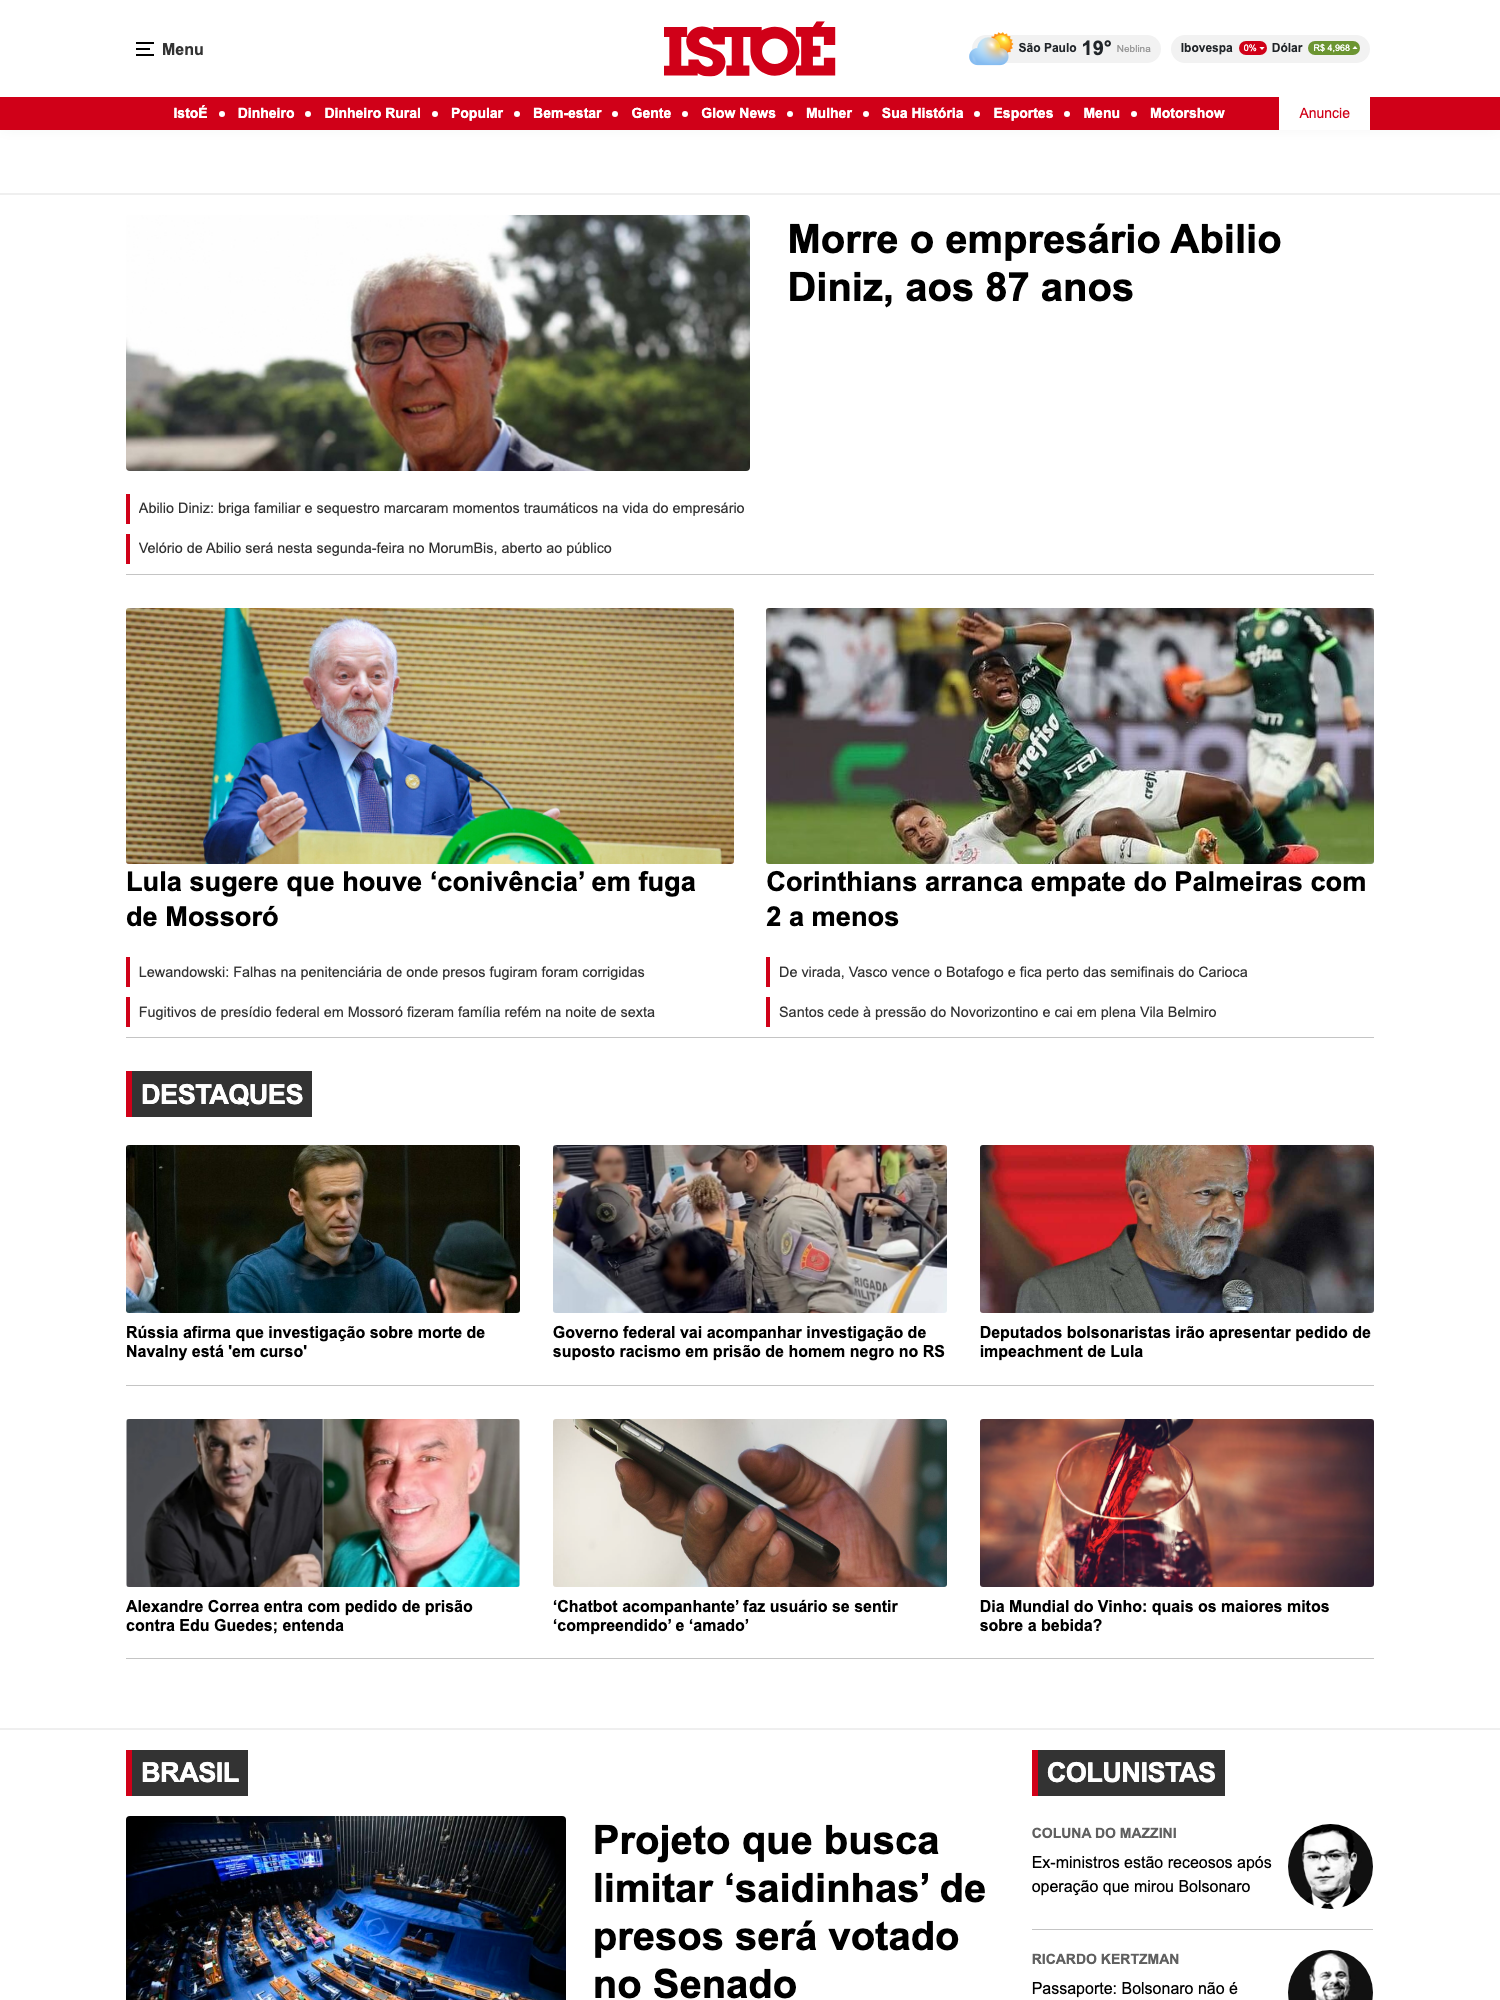 Menu
ISTOÉ
São Paulo 19° Neblina
Ibovespa 0% Dólar R$ 4,968
IstoÉ • Dinheiro • Dinheiro Rural • Popular • Bem-estar • Gente • Glow News • Mulher • Sua História • Esportes • Menu • Motorshow
Anuncie
Morre o empresário Abilio
Diniz, aos 87 anos
Abilio Diniz: briga familiar e sequestro marcaram momentos traumáticos na vida do empresário
Velório de Abilio será nesta segunda-feira no MorumBis, aberto ao público
Lula sugere que houve ‘conivência’ em fuga
de Mossoró
Lewandowski: Falhas na penitenciária de onde presos fugiram foram corrigidas
Fugitivos de presídio federal em Mossoró fizeram família refém na noite de sexta
crefisa
FAM
crefisa
Corinthians arranca empate do Palmeiras com
2 a menos
De virada, Vasco vence o Botafogo e fica perto das semifinais do Carioca
Santos cede à pressão do Novorizontino e cai em plena Vila Belmiro
DESTAQUES
Rússia afirma que investigação sobre morte de
Navalny está 'em curso'
RIGADA
MILITA
Governo federal vai acompanhar investigação de
suposto racismo em prisão de homem negro no RS
Deputados bolsonaristas irão apresentar pedido de
impeachment de Lula
Alexandre Correa entra com pedido de prisão
contra Edu Guedes; entenda
‘Chatbot acompanhante’ faz usuário se sentir
‘compreendido’ e ‘amado’
Dia Mundial do Vinho: quais os maiores mitos
sobre a bebida?
BRASIL
Projeto que busca
limitar ‘saidinhas’ de
presos será votado
no Senado
COLUNISTAS
COLUNA DO MAZZINI
Ex-ministros estão receosos após
operação que mirou Bolsonaro
RICARDO KERTZMAN
Passaporte: Bolsonaro não é